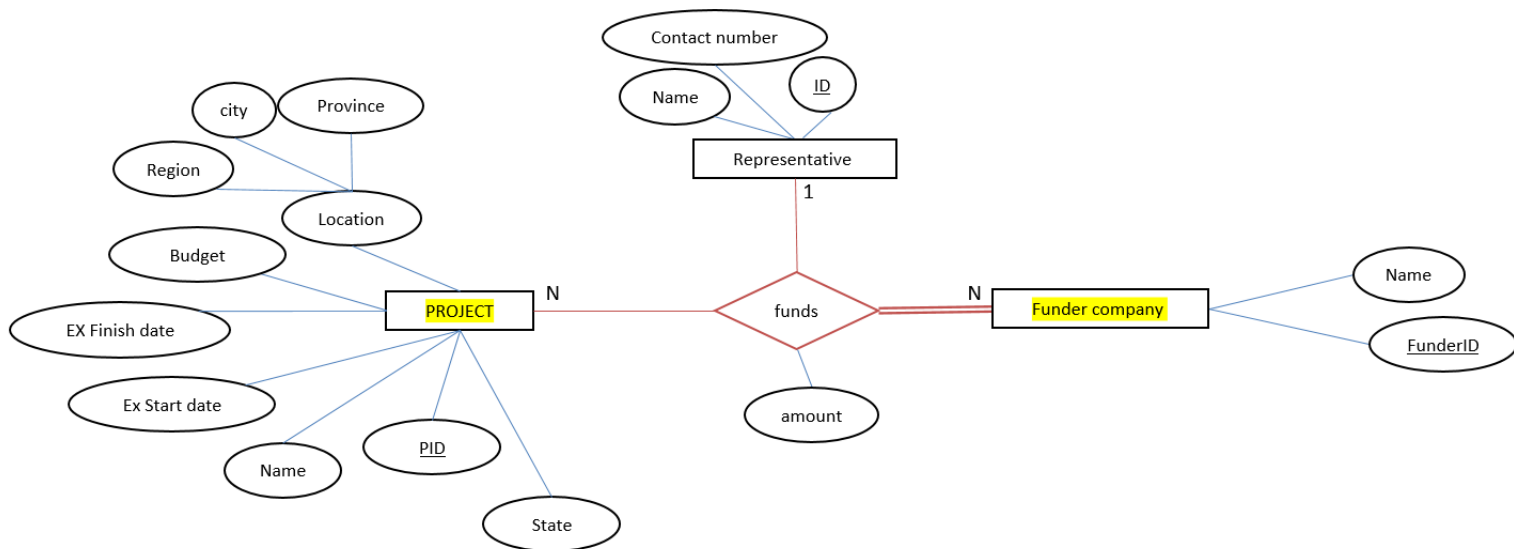 Contact number
ID
Name
city
Province
Region
Representative
1
Location
Budget
Name
N
N
PROJECT
funds
Funder company
EX Finish date
FunderID
Ex Start date
amount
PID
Name
State